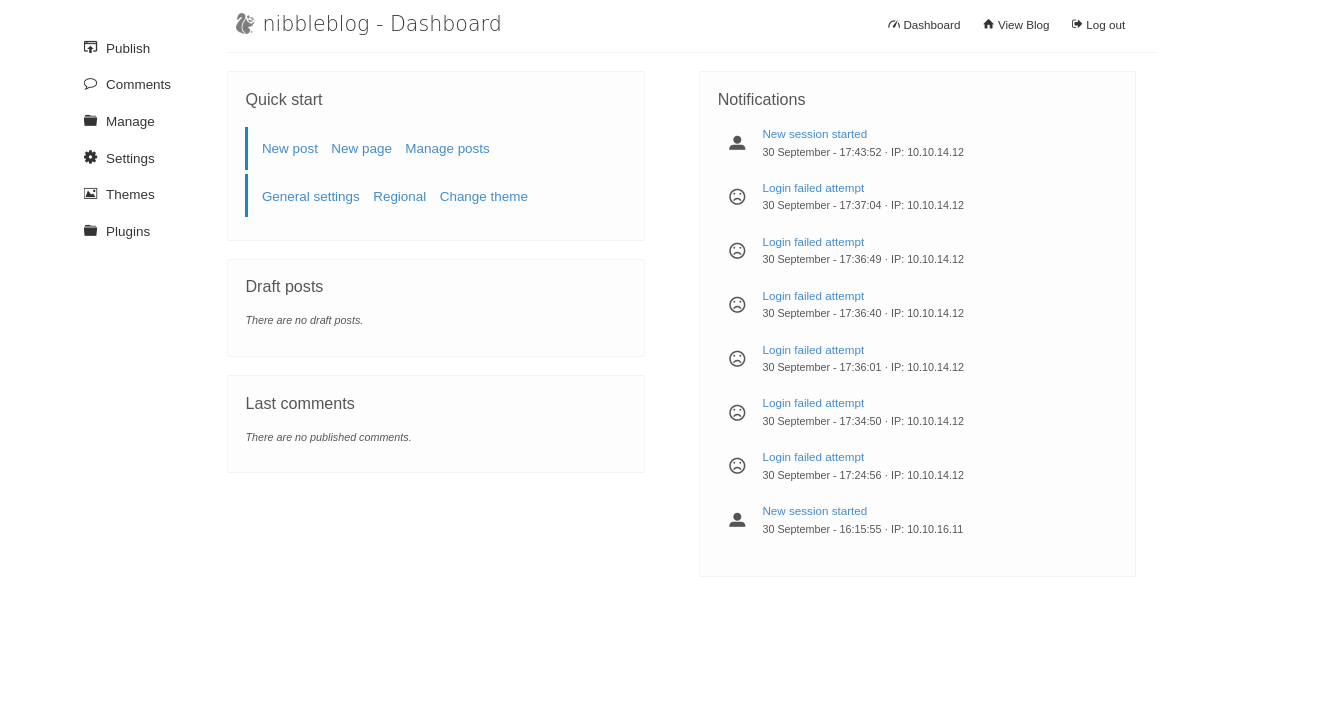 nibbleblog - Dashboard
Dashboard View Blog Log out
Publish
Comments
Manage
Settings
Themes
Plugins
Quick start
New post New page Manage posts
General settings Regional Change theme
Draft posts
There are no draft posts.
Last comments
There are no published comments.
Notifications
New session started
30 September - 17:43:52 · IP: 10.10.14.12
Login failed attempt
30 September - 17:37:04 · IP: 10.10.14.12
Login failed attempt
30 September - 17:36:49 · IP: 10.10.14.12
Login failed attempt
30 September - 17:36:40 · IP: 10.10.14.12
Login failed attempt
30 September - 17:36:01 · IP: 10.10.14.12
Login failed attempt
30 September - 17:34:50 · IP: 10.10.14.12
Login failed attempt
30 September - 17:24:56 · IP: 10.10.14.12
New session started
30 September - 16:15:55 · IP: 10.10.16.11